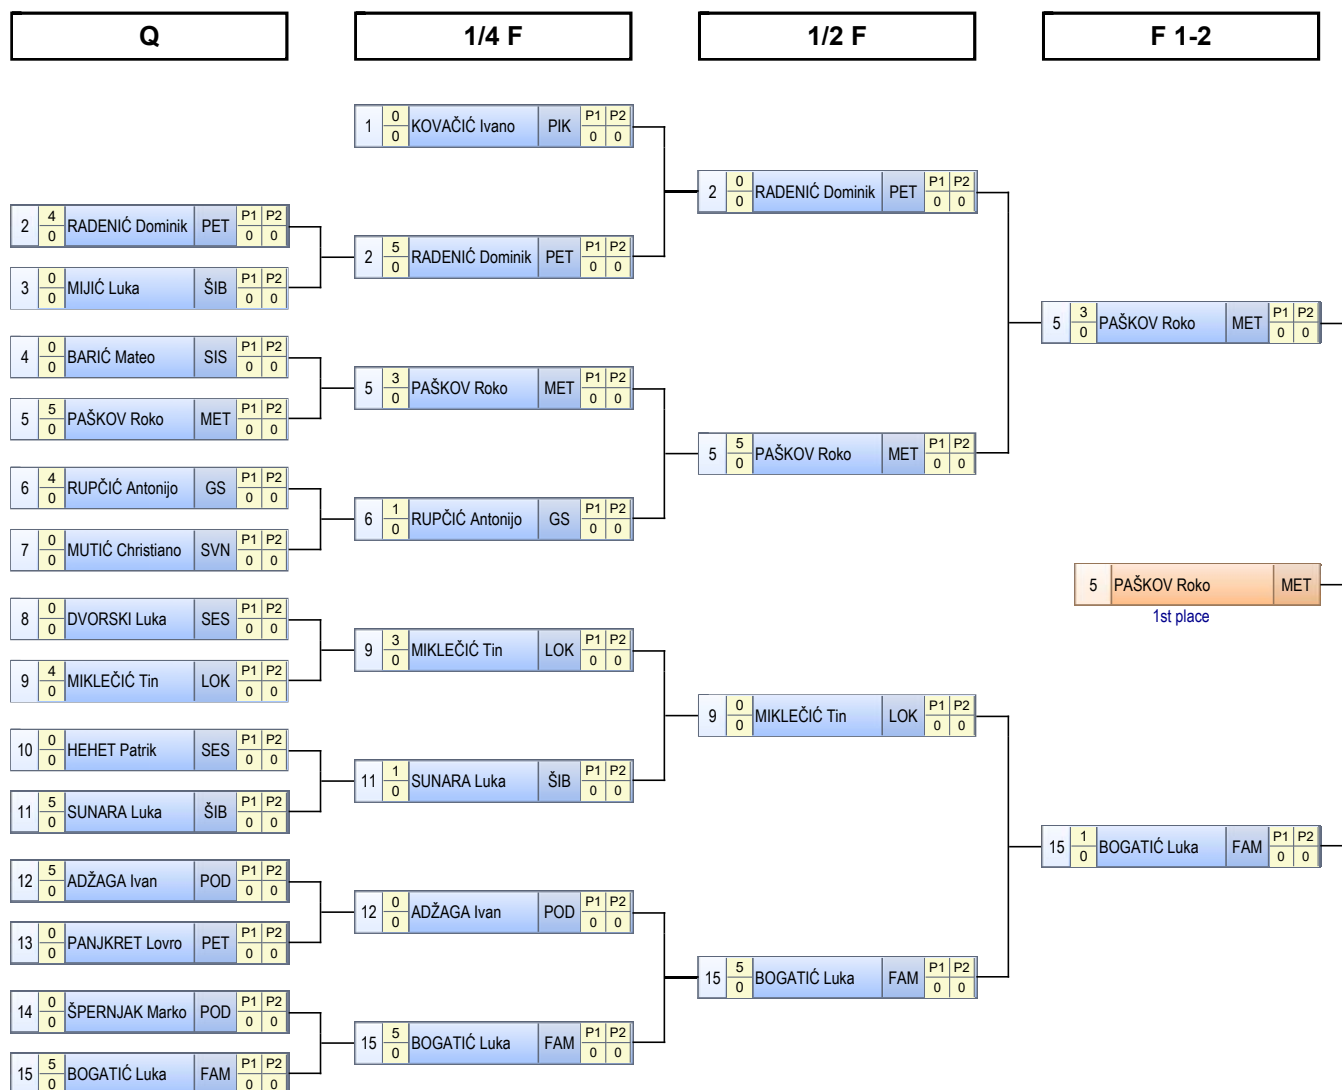 Q 1/4 F 1/2 F F 1-2
1 0 0 KOVAČIĆ Ivano PIK P1 P2 0 0
2 0 0 RADENIĆ Dominik PET P1 P2 0 0
2 4 0 RADENIĆ Dominik PET P1 P2 0 0
2 5 0 RADENIĆ Dominik PET P1 P2 0 0
3 0 0 MIJIĆ Luka ŠIB P1 P2 0 0
5 3 0 PAŠKOV Roko MET P1 P2 0 0
4 0 0 BARIĆ Mateo SIS P1 P2 0 0
5 3 0 PAŠKOV Roko MET P1 P2 0 0
5 5 0 PAŠKOV Roko MET P1 P2 0 0
5 5 0 PAŠKOV Roko MET P1 P2 0 0
6 4 0 RUPČIĆ Antonijo GS P1 P2 0 0
6 1 0 RUPČIĆ Antonijo GS P1 P2 0 0
7 0 0 MUTIĆ Christiano SVN P1 P2 0 0
5 PAŠKOV Roko MET
1st place
8 0 0 DVORSKI Luka SES P1 P2 0 0
9 3 0 MIKLEČIĆ Tin LOK P1 P2 0 0
9 4 0 MIKLEČIĆ Tin LOK P1 P2 0 0
9 0 0 MIKLEČIĆ Tin LOK P1 P2 0 0
10 0 0 HEHET Patrik SES P1 P2 0 0
11 1 0 SUNARA Luka ŠIB P1 P2 0 0
11 5 0 SUNARA Luka ŠIB P1 P2 0 0
15 1 0 BOGATIĆ Luka FAM P1 P2 0 0
12 5 0 ADŽAGA Ivan POD P1 P2 0 0
12 0 0 ADŽAGA Ivan POD P1 P2 0 0
13 0 0 PANJKRET Lovro PET P1 P2 0 0
15 5 0 BOGATIĆ Luka FAM P1 P2 0 0
14 0 0 ŠPERNJAK Marko POD P1 P2 0 0
15 5 0 BOGATIĆ Luka FAM P1 P2 0 0
15 5 0 BOGATIĆ Luka FAM P1 P2 0 0